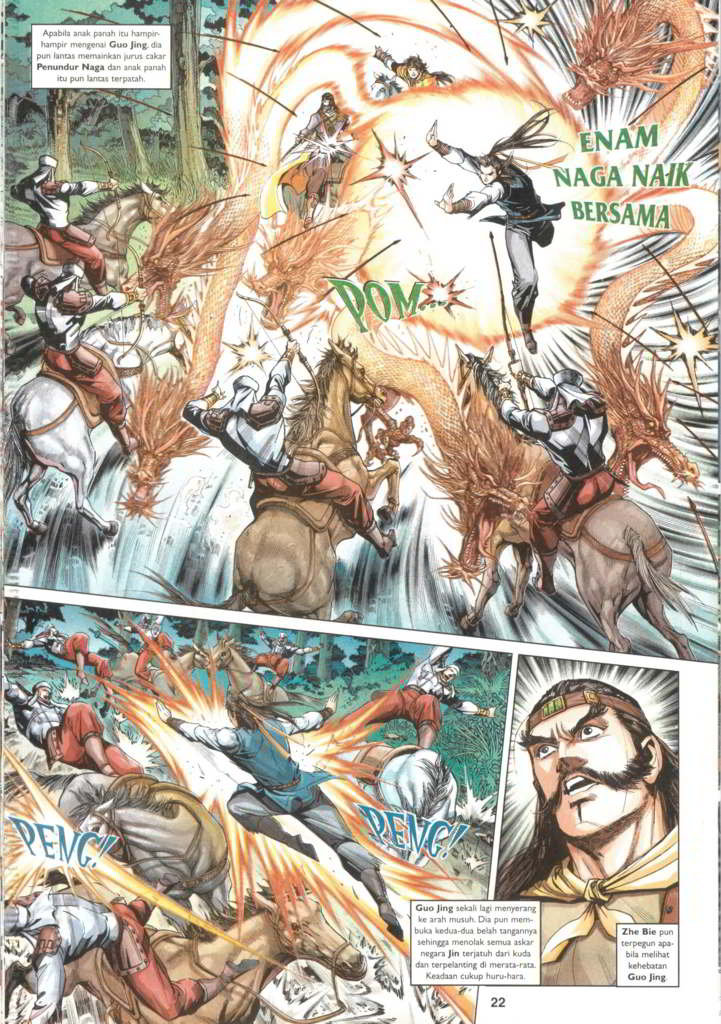 Apabila anak panah itu hampir-
hampir mengenai Guo Jing, dia
pun lantas memainkan jurus cakar
Penundur Naga dan anak panah
itu pun lantas terpatah.
ENAM
NAGA NAIK
BERSAMA
POM...
PENG!
PENG!
Guo Jing sekali lagi menyerang
ke arah musuh. Dia pun mem-
buka kedua-dua belah tangannya
sehingga menolak semua askar
negara Jin terjatuh dari kuda
dan terpelanting di merata-rata.
Keadaan cukup huru-hara.
Zhe Bie pun
terpegun apa-
bila melihat
kehebatan
Guo Jing.
22